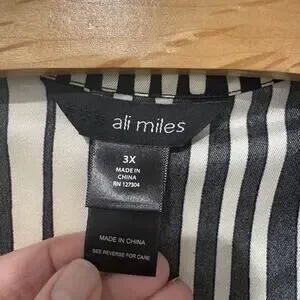 ali miles
3X
MADE IN
CHINA
RN 127304
MADE IN CHINA
SEE REVERSE FOR CARE